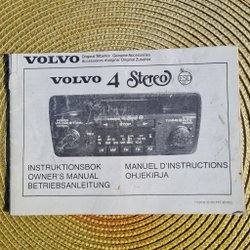 VOLVO
Original Tillbehör Genuine Accessories
Accessoires d'origine Original Zubehör
VOLVO 4 Stereo
INSTRUKTIONSBOK
OWNER'S MANUAL
BETRIEBSANLEITUNG
MANUEL D'INSTRUCTIONS
OHJEKIRJA